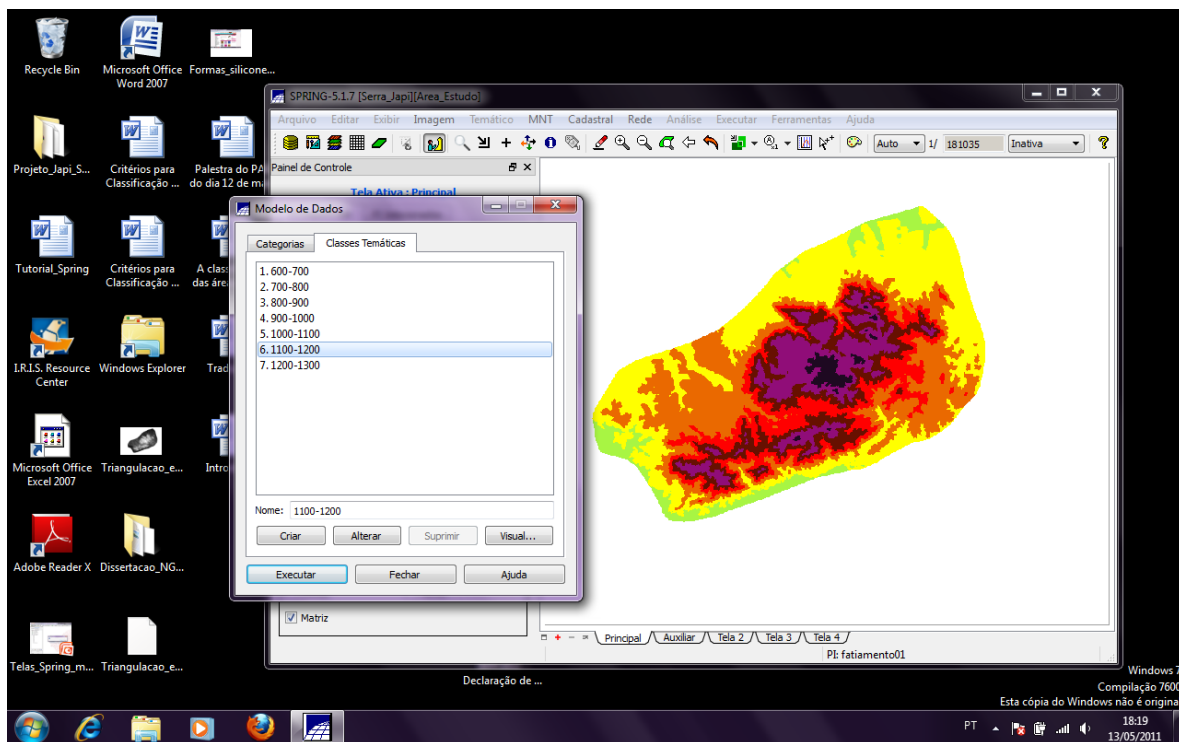 Recycle Bin
Microsoft Office
Word 2007
Formas_silicone...
Projeto_Japi_S...
Critérios para
Classificação ...
Palestra do PA
do dia 12 de
Tutorial_Spring
Critérios para
Classificação ...
A
das
I.R.I.S. Resource
Center
Windows Explorer
Microsoft Office
Excel 2007
Triangulacao_e...
Adobe Reader X
Dissertacao_NG...
Telas_Spring_m...
Triangulacao_e...
Declaração de ...
SPRING-5.1.7 [Serra_Japi][Area_Estudo]
Arquivo Editar Exibir Imagem Temático MNT Cadastral Rede Análise Executar Ferramentas Ajuda
Auto 1/ 181035 Inativa
Painel de Controle
Tela Ativa : Principal
Modelo de Dados
Categorias Classes Temáticas
1. 600-700
2. 700-800
3. 800-900
4. 900-1000
5. 1000-1100
6. 1100-1200
7. 1200-1300
Nome: 1100-1200
Criar Alterar Suprimir Visual...
Executar Fechar Ajuda
Matriz
Principal Auxiliar Tela 2 Tela 3 Tela 4
PI: fatiamento01
Windows 7
Compilação 7600
Esta cópia do Windows não é origina
PT
18:19
13/05/2011